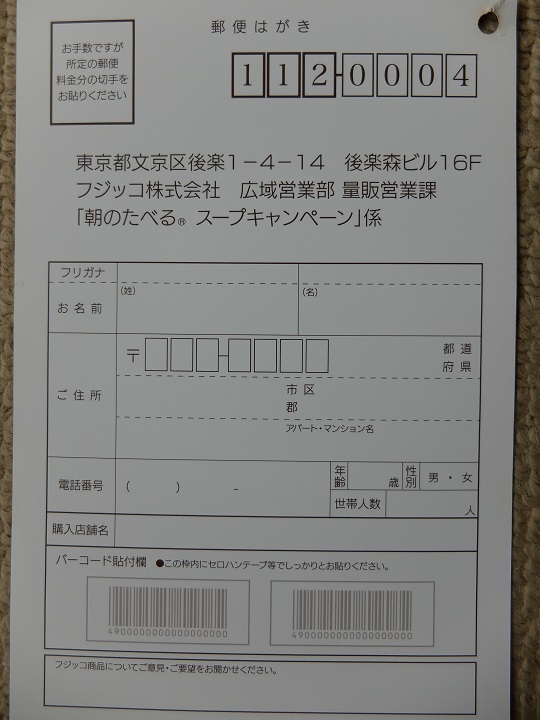 郵便はがき
お手数ですが
所定の郵便
料金分の切手を
お貼りください
112-0004
東京都文京区後楽1-4-14　後楽森ビル16F
フジッコ株式会社　広域営業部 量販営業課
「朝のたべる® スープキャンペーン」係
フリガナ
お名前 (姓) (名)
〒 - 都道
府県
ご住所 市区
郡
アパート・マンション名
電話番号 (　　) -
年齢 歳 性別 男・女
世帯人数 人
購入店舗名
バーコード貼付欄 ●この枠内にセロハンテープ等でしっかりとお貼りください。
4900000000000000000 4900000000000000000
フジッコ商品についてご意見・ご要望をお聞かせください。